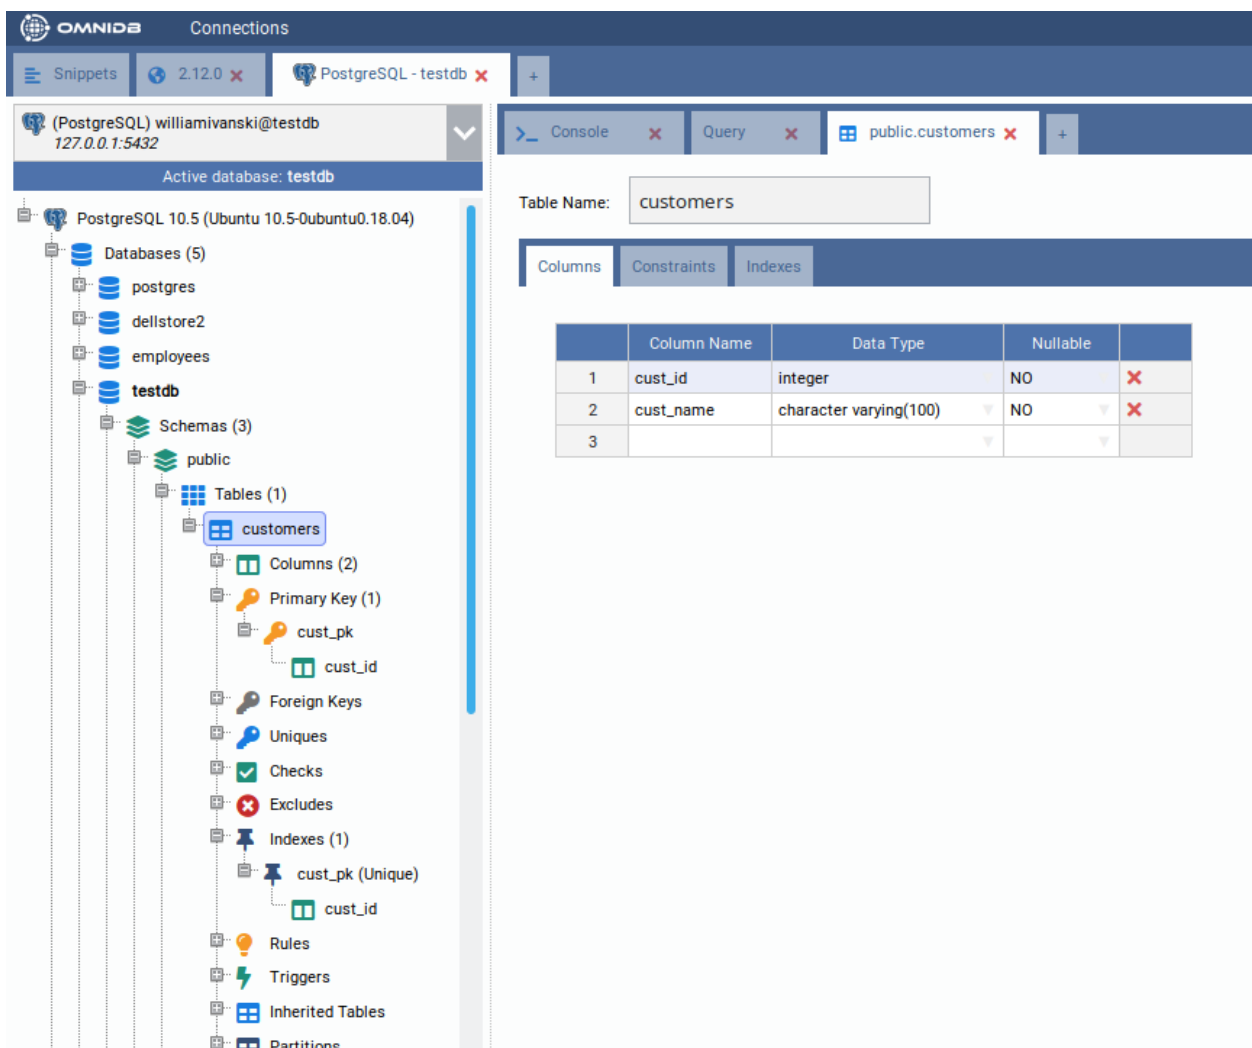 OMNIDB Connections
Snippets 2.12.0 PostgreSQL - testdb +
(PostgreSQL) williamivanski@testdb
127.0.0.1:5432
Active database: testdb
PostgreSQL 10.5 (Ubuntu 10.5-0ubuntu0.18.04)
Databases (5)
postgres
dellstore2
employees
testdb
Schemas (3)
public
Tables (1)
customers
Columns (2)
Primary Key (1)
cust_pk
cust_id
Foreign Keys
Uniques
Checks
Excludes
Indexes (1)
cust_pk (Unique)
cust_id
Rules
Triggers
Inherited Tables
Partitions
>_ Console Query public.customers +
Table Name: customers
Columns Constraints Indexes
Column Name Data Type Nullable
1 cust_id integer NO
2 cust_name character varying(100) NO
3